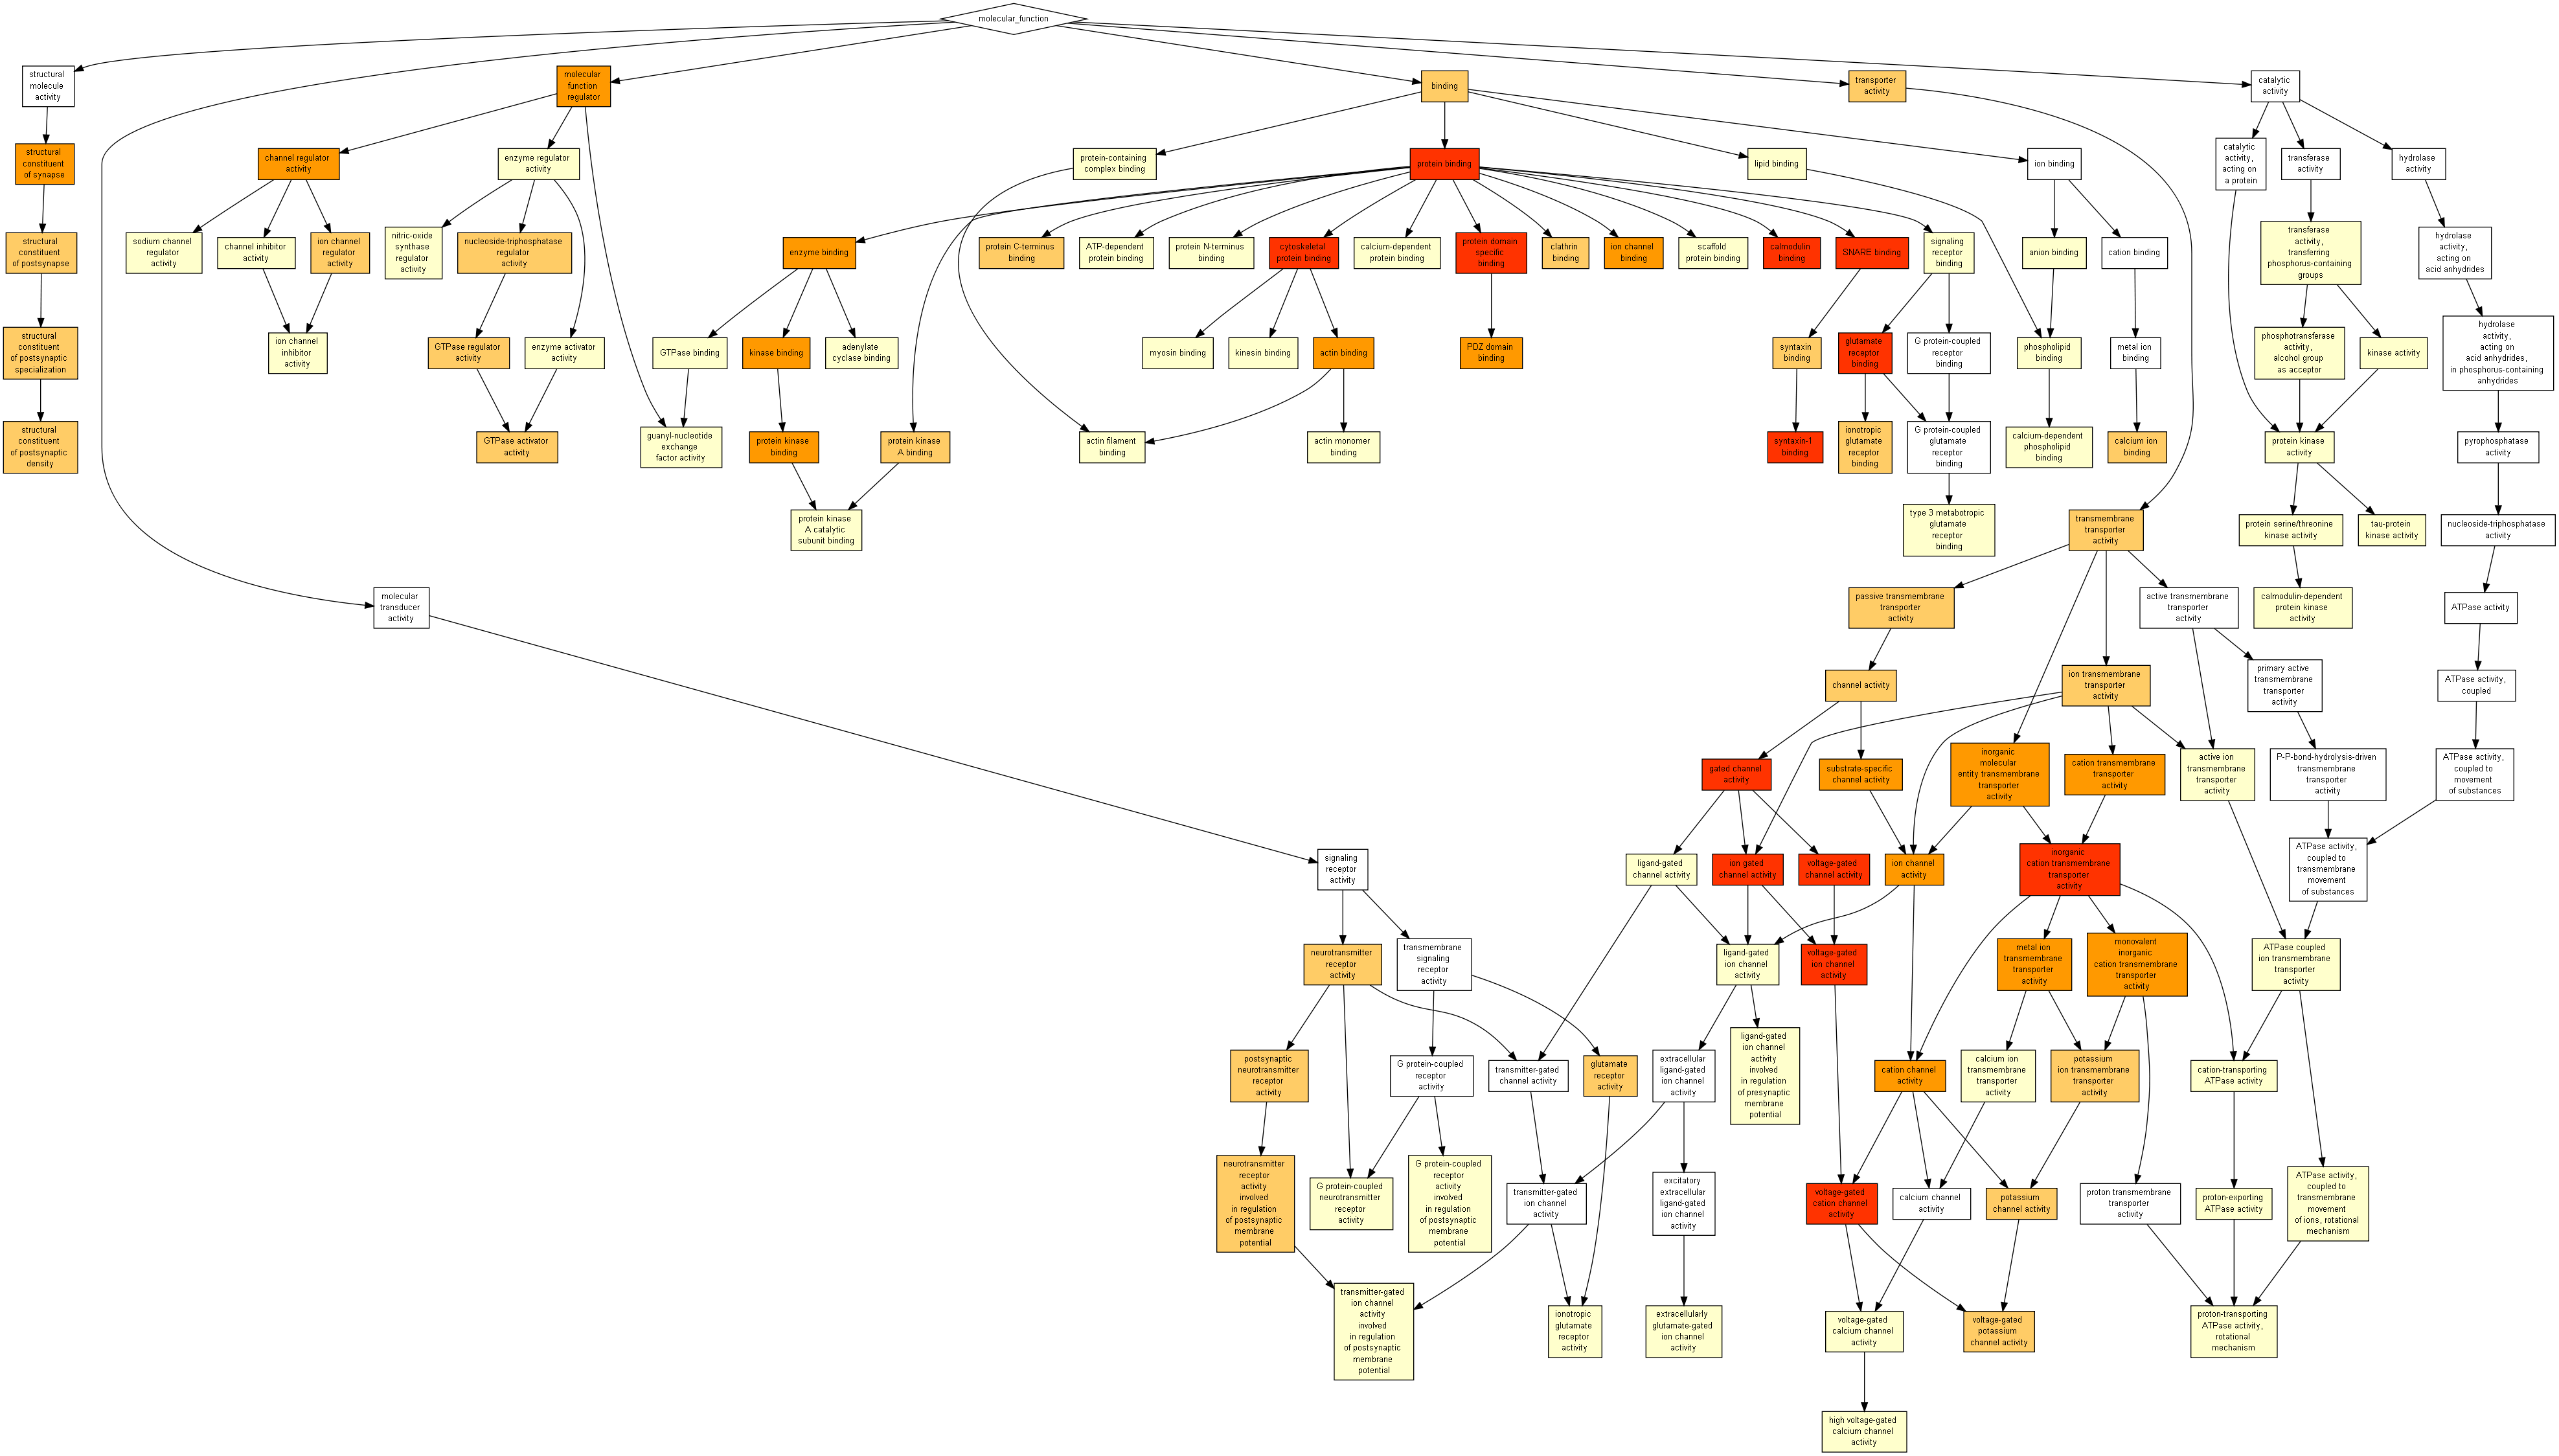 molecular_function
structural
molecule
activity
molecular
function
regulator
binding
transporter
activity
catalytic
activity
structural
constituent
of synapse
channel regulator
activity
enzyme regulator
activity
protein-containing
complex binding
protein binding
lipid binding
ion binding
catalytic
activity,
acting on
a protein
transferase
activity
hydrolase
activity
structural
constituent
of postsynapse
sodium channel
regulator
activity
channel inhibitor
activity
ion channel
regulator
activity
nitric-oxide
synthase
regulator
activity
nucleoside-triphosphatase
regulator
activity
enzyme binding
protein C-terminus
binding
ATP-dependent
protein binding
protein N-terminus
binding
cytoskeletal
protein binding
calcium-dependent
protein binding
protein domain
specific
binding
clathrin
binding
ion channel
binding
scaffold
protein binding
calmodulin
binding
SNARE binding
signaling
receptor
binding
anion binding
cation binding
transferase
activity,
transferring
phosphorus-containing
groups
hydrolase
activity,
acting on
acid anhydrides
structural
constituent
of postsynaptic
specialization
ion channel
inhibitor
activity
GTPase regulator
activity
enzyme activator
activity
GTPase binding
kinase binding
adenylate
cyclase binding
myosin binding
kinesin binding
actin binding
PDZ domain
binding
syntaxin
binding
glutamate
receptor
binding
G protein-coupled
receptor
binding
phospholipid
binding
metal ion
binding
phosphotransferase
activity,
alcohol group
as acceptor
kinase activity
hydrolase
activity,
acting on
acid anhydrides,
in phosphorus-containing
anhydrides
structural
constituent
of postsynaptic
density
GTPase activator
activity
guanyl-nucleotide
exchange
factor activity
protein kinase
binding
protein kinase
A binding
actin filament
binding
actin monomer
binding
syntaxin-1
binding
ionotropic
glutamate
receptor
binding
G protein-coupled
glutamate
receptor
binding
calcium-dependent
phospholipid
binding
calcium ion
binding
protein kinase
activity
pyrophosphatase
activity
protein kinase
A catalytic
subunit binding
type 3 metabotropic
glutamate
receptor
binding
transmembrane
transporter
activity
protein serine/threonine
kinase activity
tau-protein
kinase activity
nucleoside-triphosphatase
activity
molecular
transducer
activity
passive transmembrane
transporter
activity
active transmembrane
transporter
activity
calmodulin-dependent
protein kinase
activity
ATPase activity
channel activity
ion transmembrane
transporter
activity
primary active
transmembrane
transporter
activity
ATPase activity,
coupled
gated channel
activity
substrate-specific
channel activity
inorganic
molecular
entity transmembrane
transporter
activity
cation transmembrane
transporter
activity
active ion
transmembrane
transporter
activity
P-P-bond-hydrolysis-driven
transmembrane
transporter
activity
ATPase activity,
coupled to
movement
of substances
signaling
receptor
activity
ligand-gated
channel activity
ion gated
channel activity
voltage-gated
channel activity
ion channel
activity
inorganic
cation transmembrane
transporter
activity
ATPase activity,
coupled to
transmembrane
movement
of substances
neurotransmitter
receptor
activity
transmembrane
signaling
receptor
activity
ligand-gated
ion channel
activity
voltage-gated
ion channel
activity
metal ion
transmembrane
transporter
activity
monovalent
inorganic
cation transmembrane
transporter
activity
ATPase coupled
ion transmembrane
transporter
activity
postsynaptic
neurotransmitter
receptor
activity
G protein-coupled
receptor
activity
transmitter-gated
channel activity
glutamate
receptor
activity
extracellular
ligand-gated
ion channel
activity
ligand-gated
ion channel
activity
involved
in regulation
of presynaptic
membrane
potential
cation channel
activity
calcium ion
transmembrane
transporter
activity
potassium
ion transmembrane
transporter
activity
cation-transporting
ATPase activity
neurotransmitter
receptor
activity
involved
in regulation
of postsynaptic
membrane
potential
G protein-coupled
neurotransmitter
receptor
activity
G protein-coupled
receptor
activity
involved
in regulation
of postsynaptic
membrane
potential
transmitter-gated
ion channel
activity
excitatory
extracellular
ligand-gated
ion channel
activity
voltage-gated
cation channel
activity
calcium channel
activity
potassium
channel activity
proton transmembrane
transporter
activity
proton-exporting
ATPase activity
ATPase activity,
coupled to
transmembrane
movement
of ions, rotational
mechanism
transmitter-gated
ion channel
activity
involved
in regulation
of postsynaptic
membrane
potential
ionotropic
glutamate
receptor
activity
extracellularly
glutamate-gated
ion channel
activity
voltage-gated
calcium channel
activity
voltage-gated
potassium
channel activity
proton-transporting
ATPase activity,
rotational
mechanism
high voltage-gated
calcium channel
activity